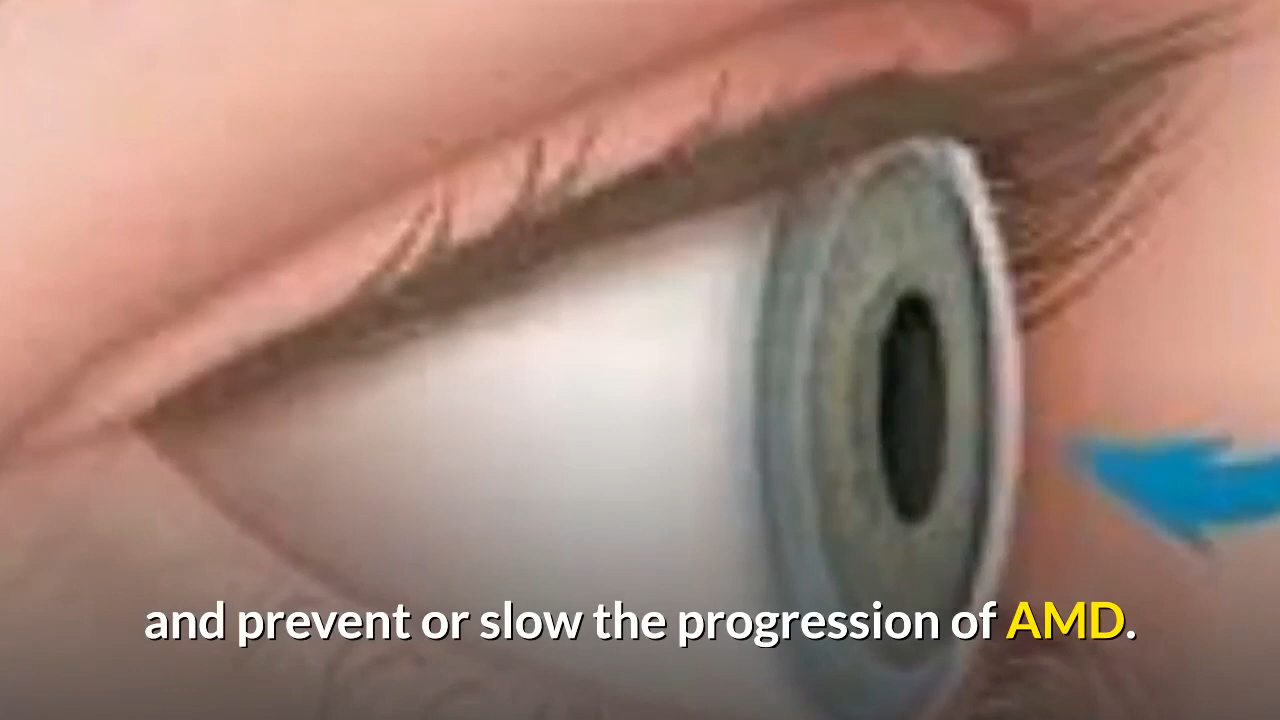 and prevent or slow the progression of AMD.